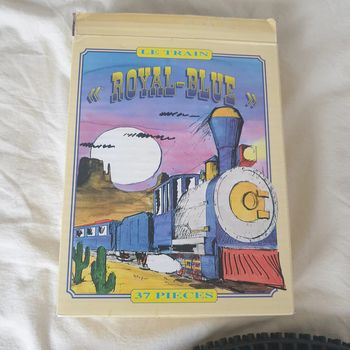 LE TRAIN
« ROYAL-BLUE »
37 PIECES